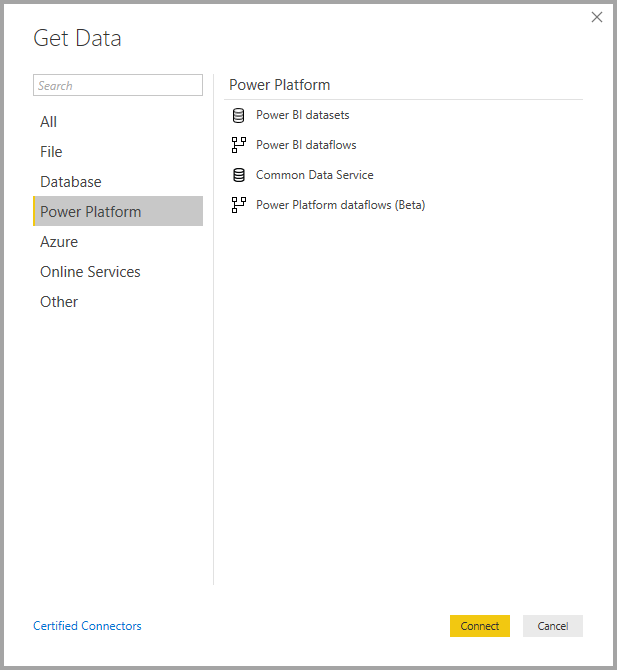 Get Data
Search
All
File
Database
Power Platform
Azure
Online Services
Other
Power Platform
Power BI datasets
Power BI dataflows
Common Data Service
Power Platform dataflows (Beta)
Certified Connectors
Connect
Cancel